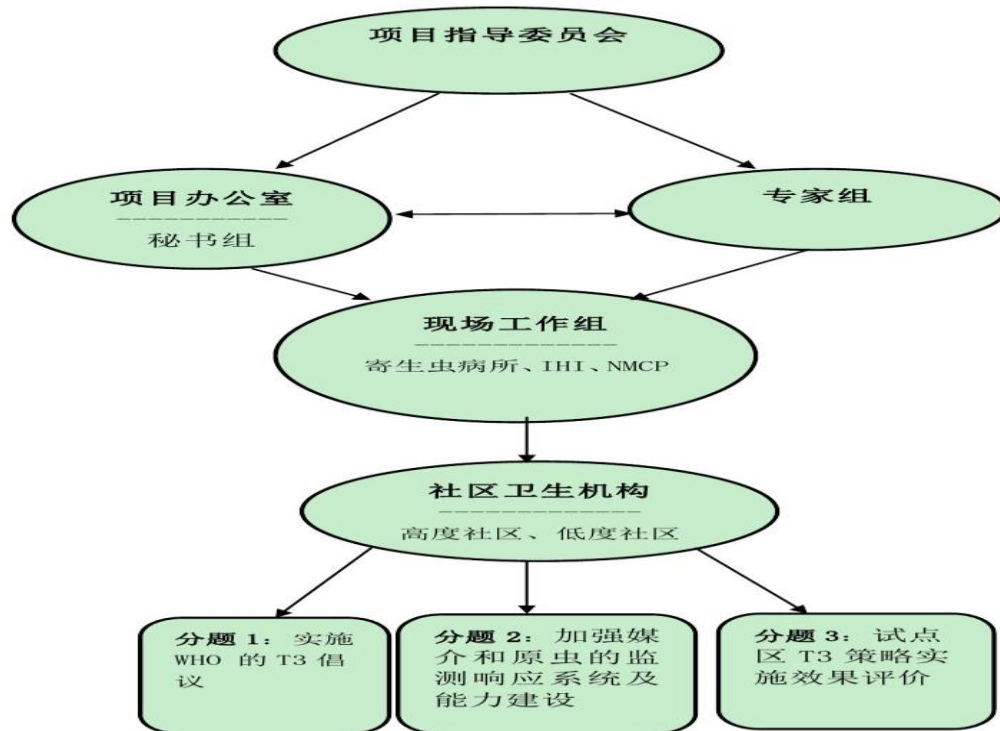 项目指导委员会
项目办公室
秘书组
专家组
现场工作组
寄生虫病所、IHI、NMCP
社区卫生机构
高度社区、低度社区
分题1：实施
WHO 的 T3 倡
议
分题2：加强媒
介和原虫的监
测响应系统及
能力建设
分题3：试点
区 T3 策略实
施效果评价